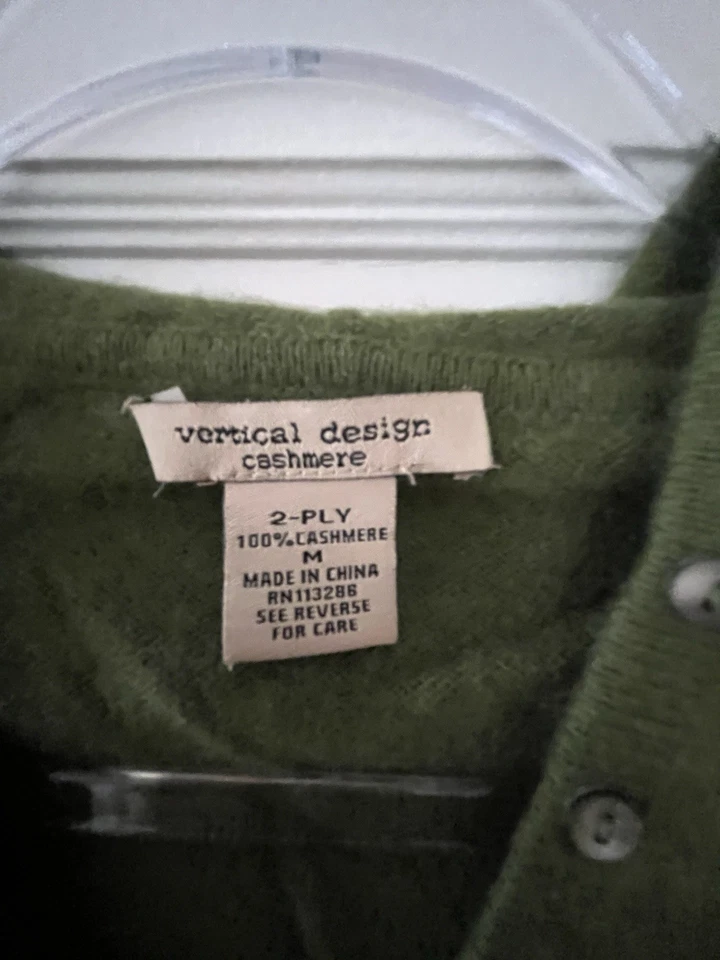 vertical design
cashmere
2-PLY
100%CASHMERE
M
MADE IN CHINA
RN113286
SEE REVERSE
FOR CARE